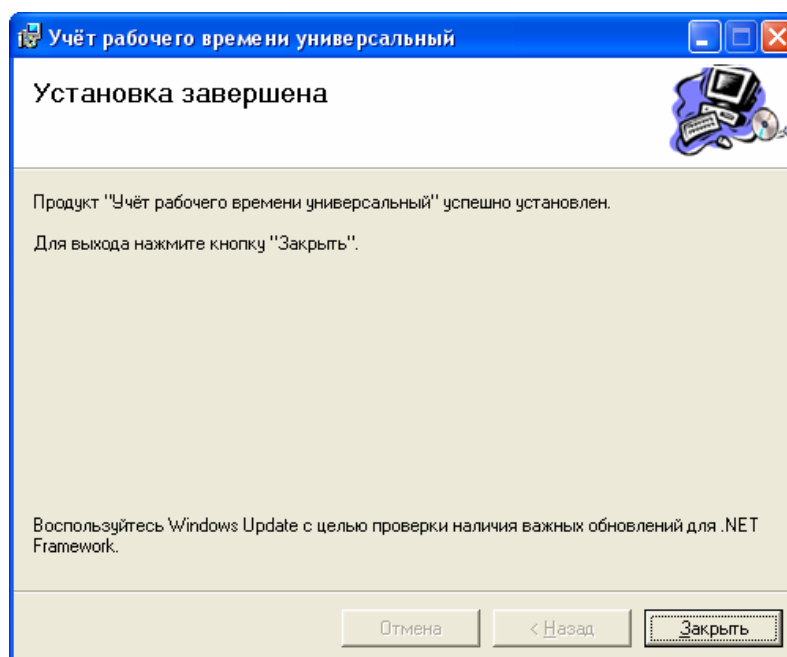 Учёт рабочего времени универсальный
Установка завершена
Продукт "Учёт рабочего времени универсальный" успешно установлен.
Для выхода нажмите кнопку "Закрыть".
Воспользуйтесь Windows Update с целью проверки наличия важных обновлений для .NET
Framework.
Отмена
< Назад
Закрыть